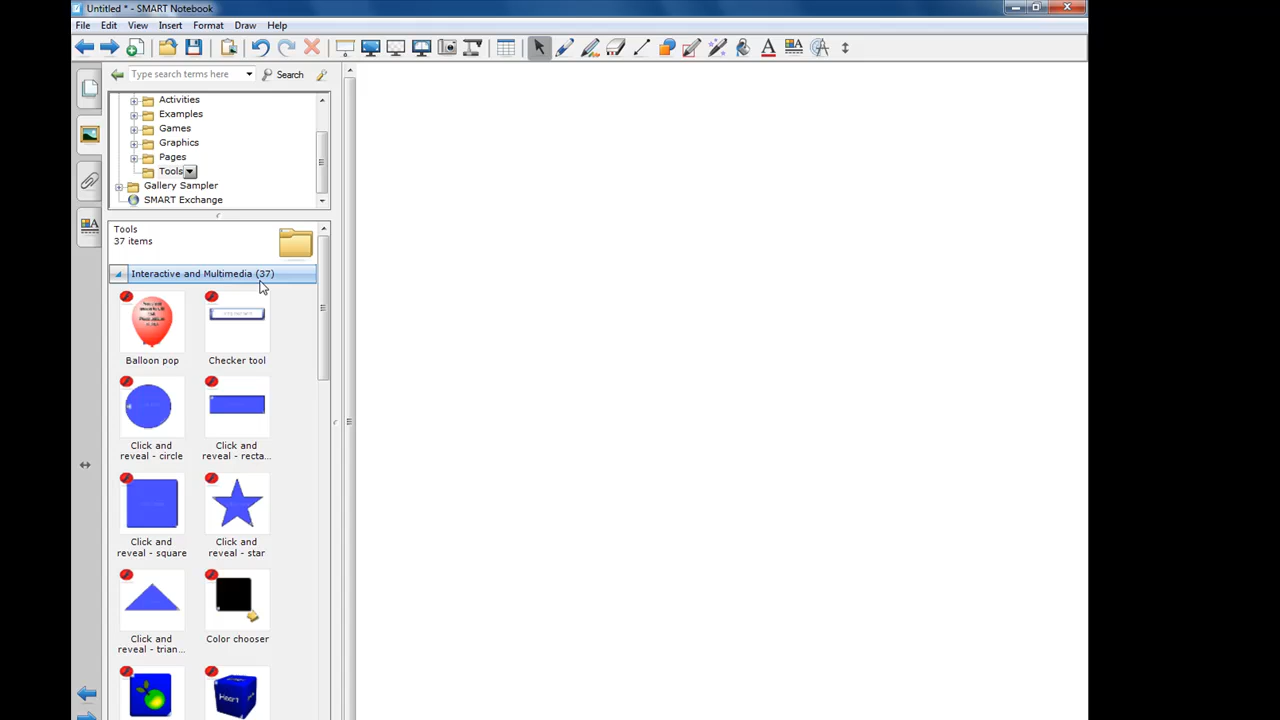 Untitled * - SMART Notebook
File Edit View Insert Format Draw Help
Type search terms here Search
Activities
Examples
Games
Graphics
Pages
Tools
Gallery Sampler
SMART Exchange
Tools
37 items
Interactive and Multimedia (37)
Balloon pop Checker tool
Click and Click and
reveal - circle reveal - recta...
Click and Click and
reveal - square reveal - star
Click and Color chooser
reveal - trian...